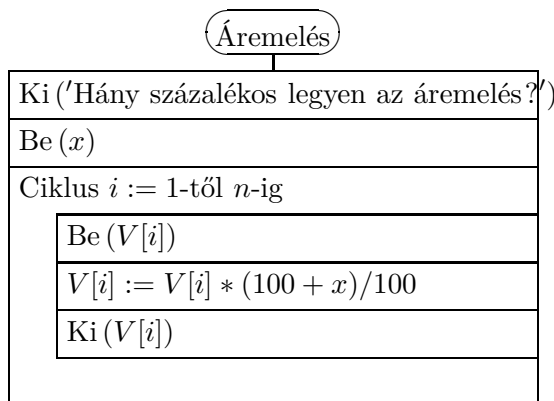 Áremelés
Ki ('Hány százalékos legyen az áremelés?')
Be (x)
Ciklus i := 1-től n-ig
Be (V[i])
V[i] := V[i] ∗ (100 + x)/100
Ki (V[i])